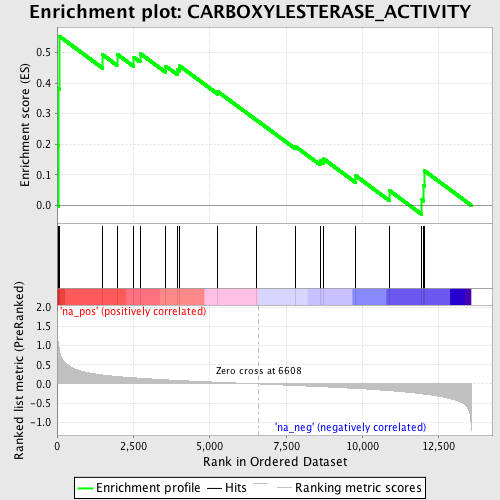 Enrichment plot: CARBOXYLESTERASE_ACTIVITY
Enrichment score (ES)
0.5
0.4
0.3
0.2
0.1
0.0
'na_pos' (positively correlated)
Ranked list metric (PreRanked)
2.0
1.5
1.0
0.5
0.0
-0.5
-1.0
Zero cross at 6608
'na_neg' (negatively correlated)
0
2,500
5,000
7,500
10,000
12,500
Rank in Ordered Dataset
Enrichment profile
Hits
Ranking metric scores